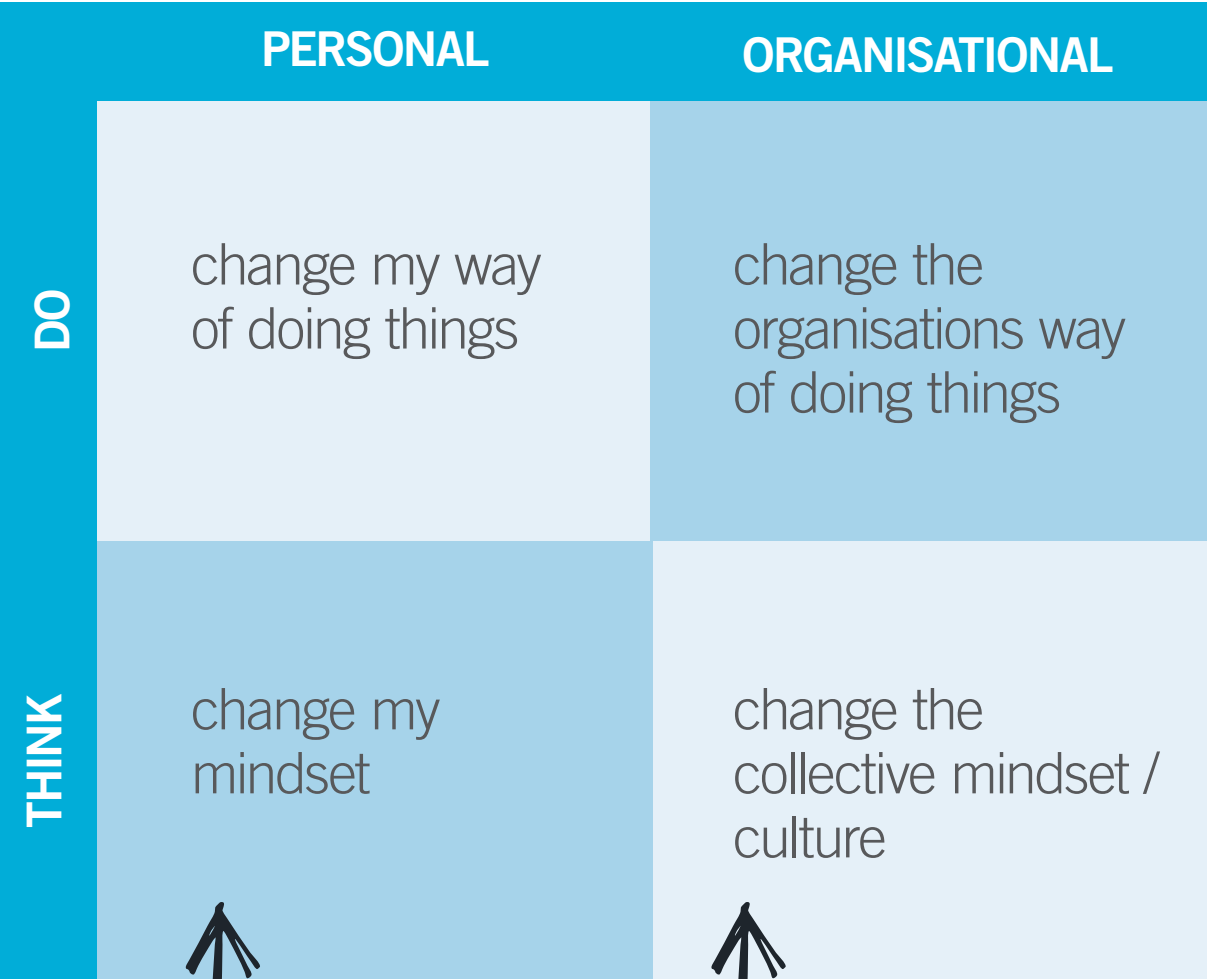 PERSONAL
ORGANISATIONAL
DO
change my way
of doing things
change the
organisations way
of doing things
THINK
change my
mindset
change the
collective mindset /
culture